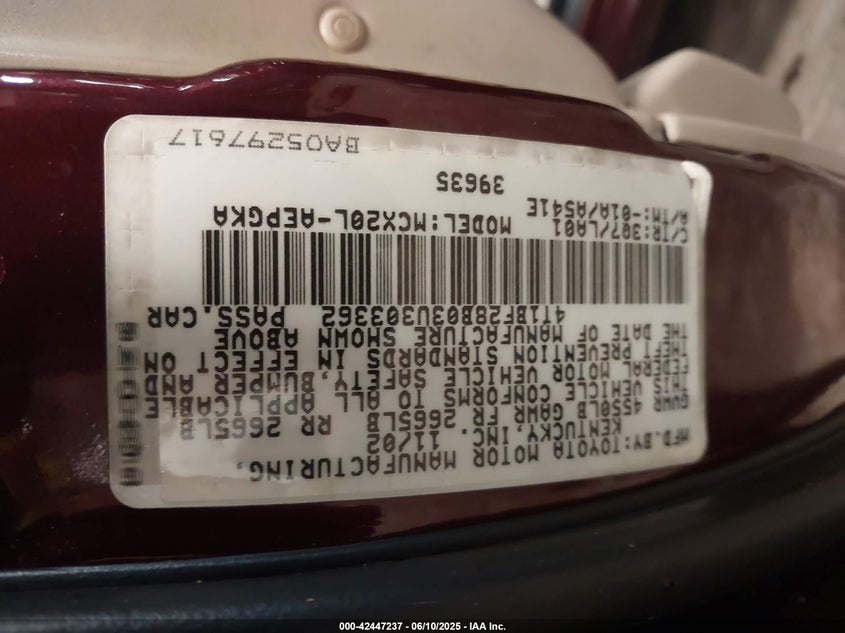 MFD.BY:TOYOTA MOTOR MANUFACTURING,
KENTUCKY,INC. 11/02
GVWR 4550LB GAWR FR. 2665LB RR 2665LB
THIS VEHICLE CONFORMS TO ALL APPLICABLE
FEDERAL MOTOR VEHICLE SAFETY,BUMPER,AND
THEFT PREVENTION STANDARDS IN EFFECT ON
THE DATE OF MANUFACTURE SHOWN ABOVE
4T1BF28B03U303362 PASS.CAR
C/TR:3Q7/LA01 MODEL:MCX20L-AEPGKA
A/TM:-01A/A541E
39635
BA05297617
000-42447237 - 06/10/2025 - IAA Inc.